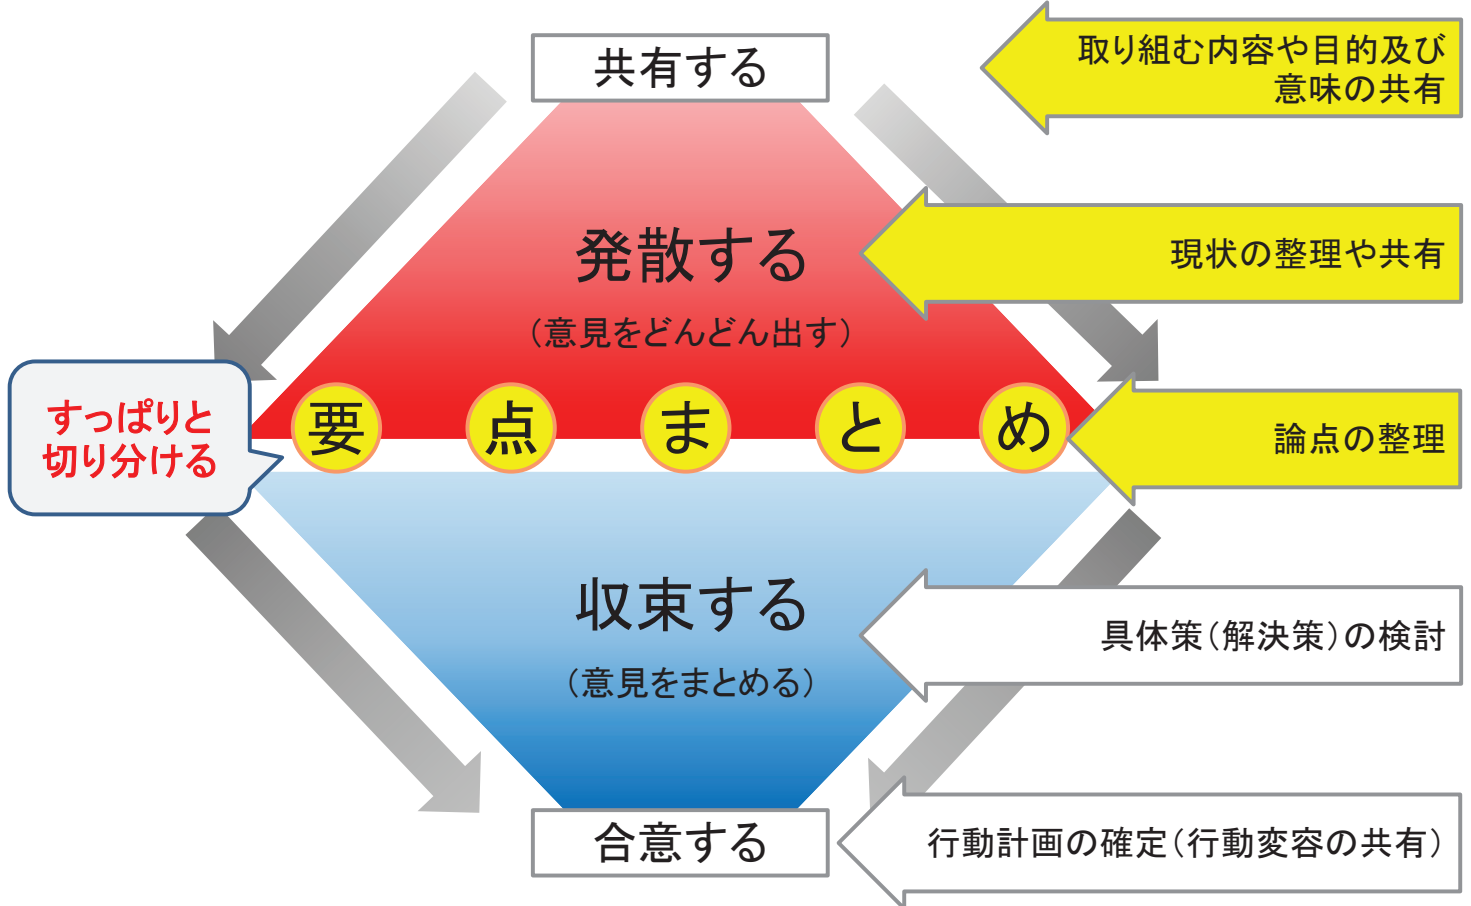 共有する
取り組む内容や目的及び
意味の共有
発散する
（意見をどんどん出す）
現状の整理や共有
すっぱりと
切り分ける
要点まとめ
論点の整理
収束する
（意見をまとめる）
具体策（解決策）の検討
合意する
行動計画の確定（行動変容の共有）